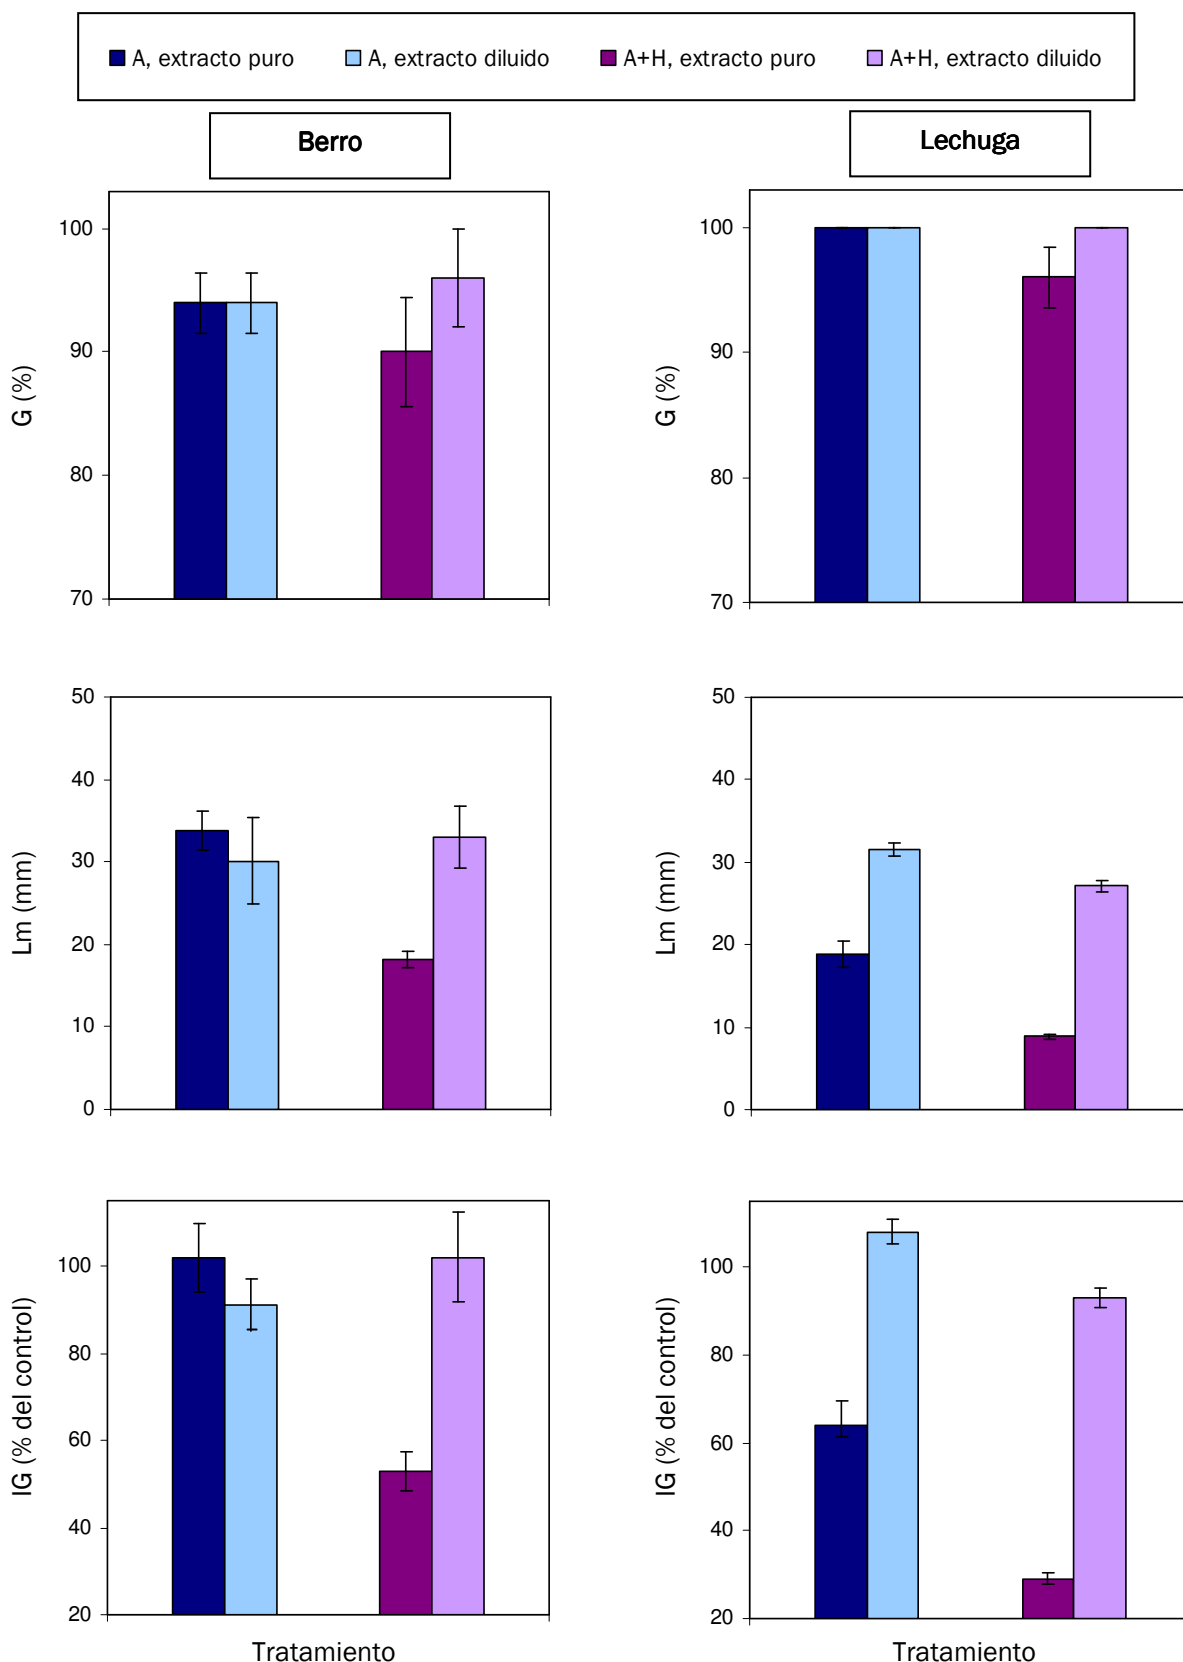 A, extracto puro A, extracto diluido A+H, extracto puro A+H, extracto diluido
Berro
Lechuga
100
90
80
70
G (%)
100
90
80
70
G (%)
50
40
30
20
10
0
Lm (mm)
50
40
30
20
10
0
Lm (mm)
100
80
60
40
20
IG (% del control)
Tratamiento
100
80
60
40
20
IG (% del control)
Tratamiento